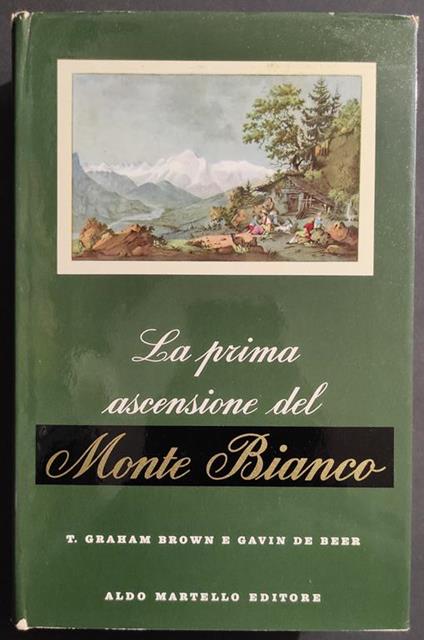 La prima
ascensione del
Monte Bianco
T. GRAHAM BROWN E GAVIN DE BEER
ALDO MARTELLO EDITORE